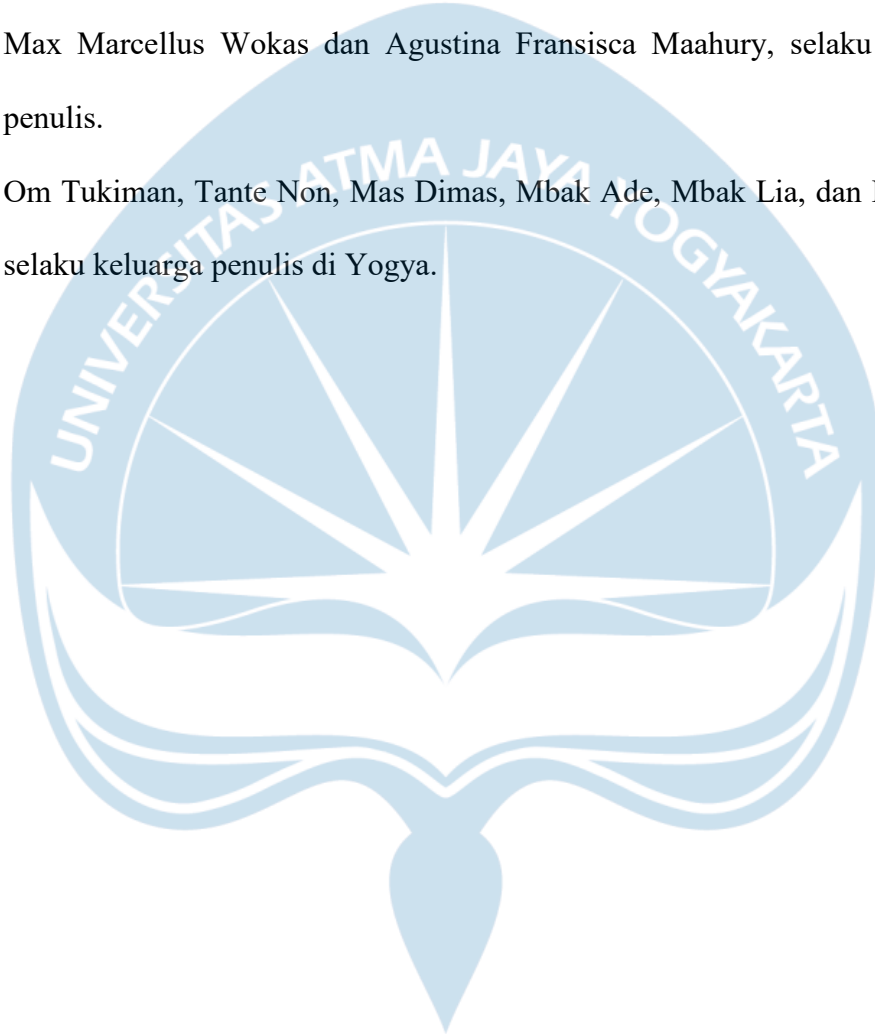 Max Marcellus Wokas dan Agustina Fransisca Maahury, selaku
penulis.
Om Tukiman, Tante Non, Mas Dimas, Mbak Ade, Mbak Lia, dan
selaku keluarga penulis di Yogya.
UNIVERSITAS ATMA JAYA YOGYAKARTA